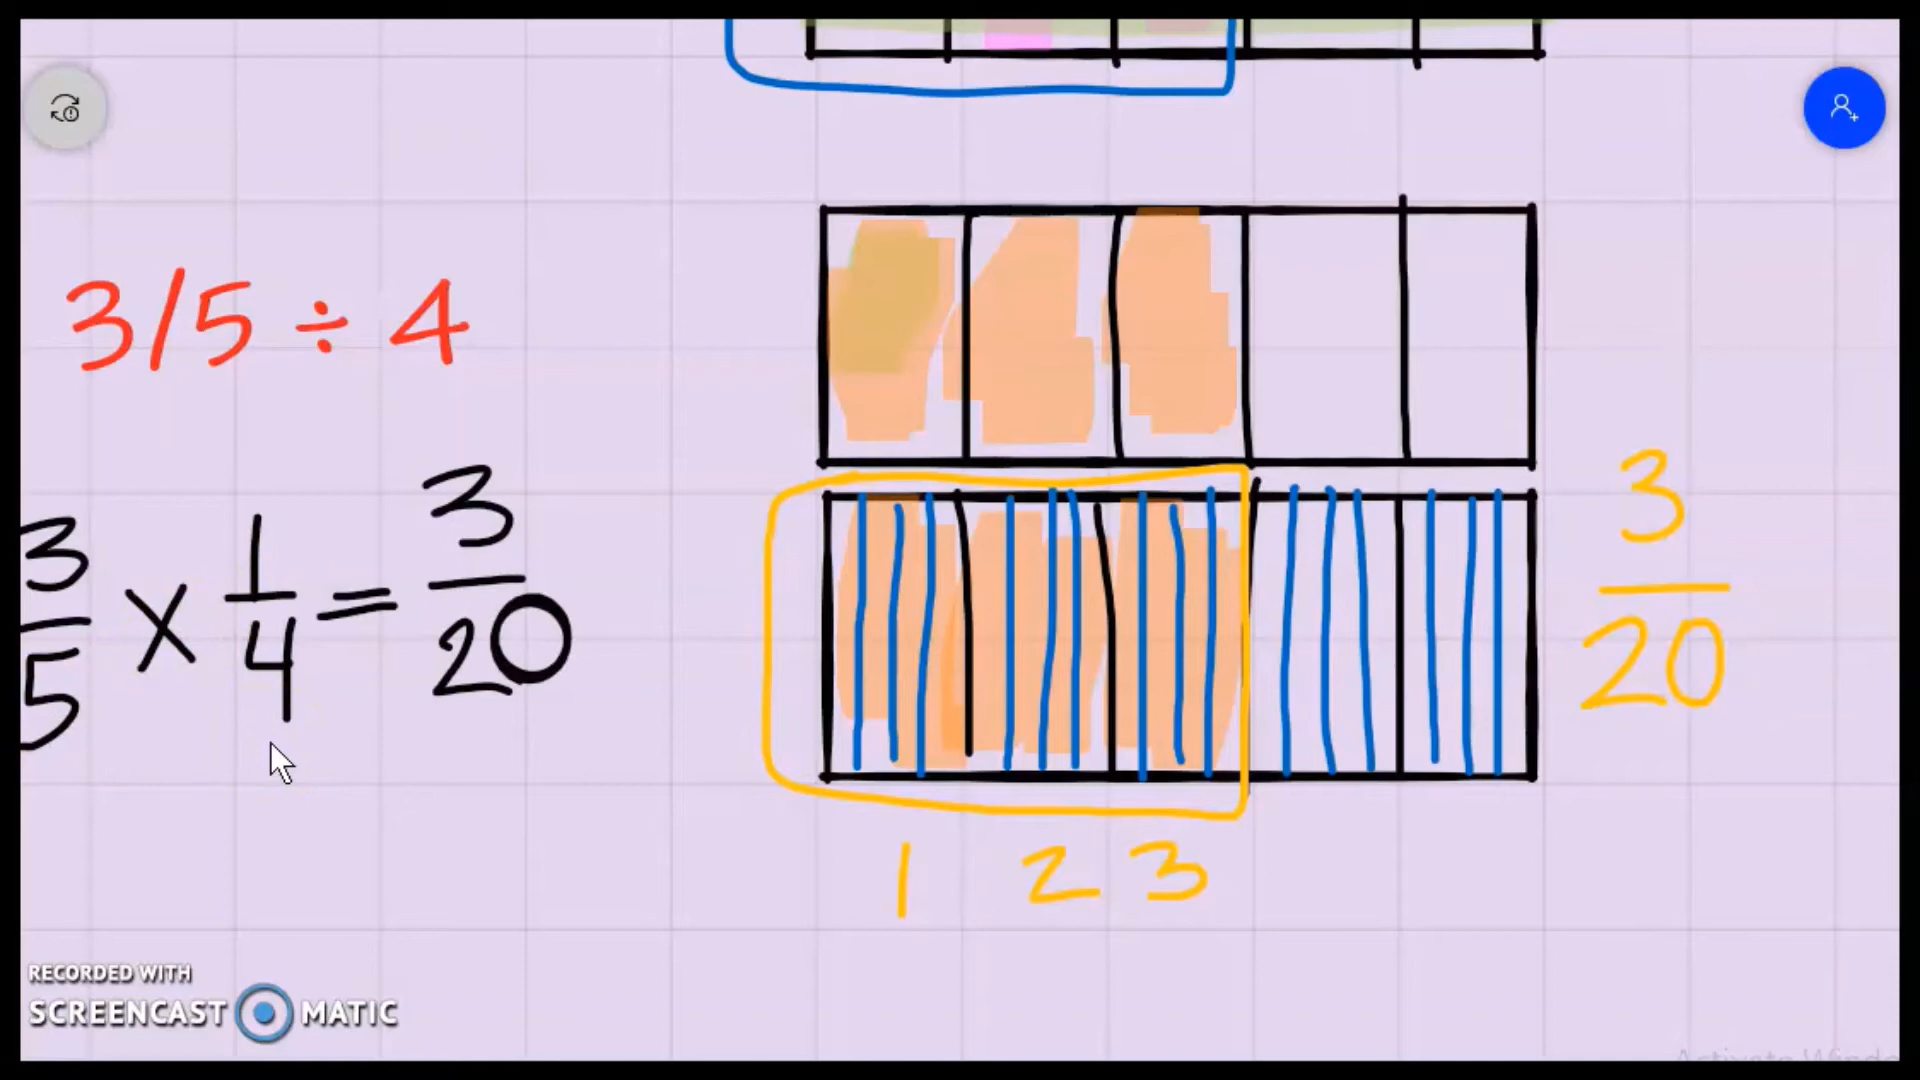 3/5 ÷ 4
3/5 × 1/4 = 3/20
3/20
1 2 3
RECORDED WITH
SCREENCAST MATIC